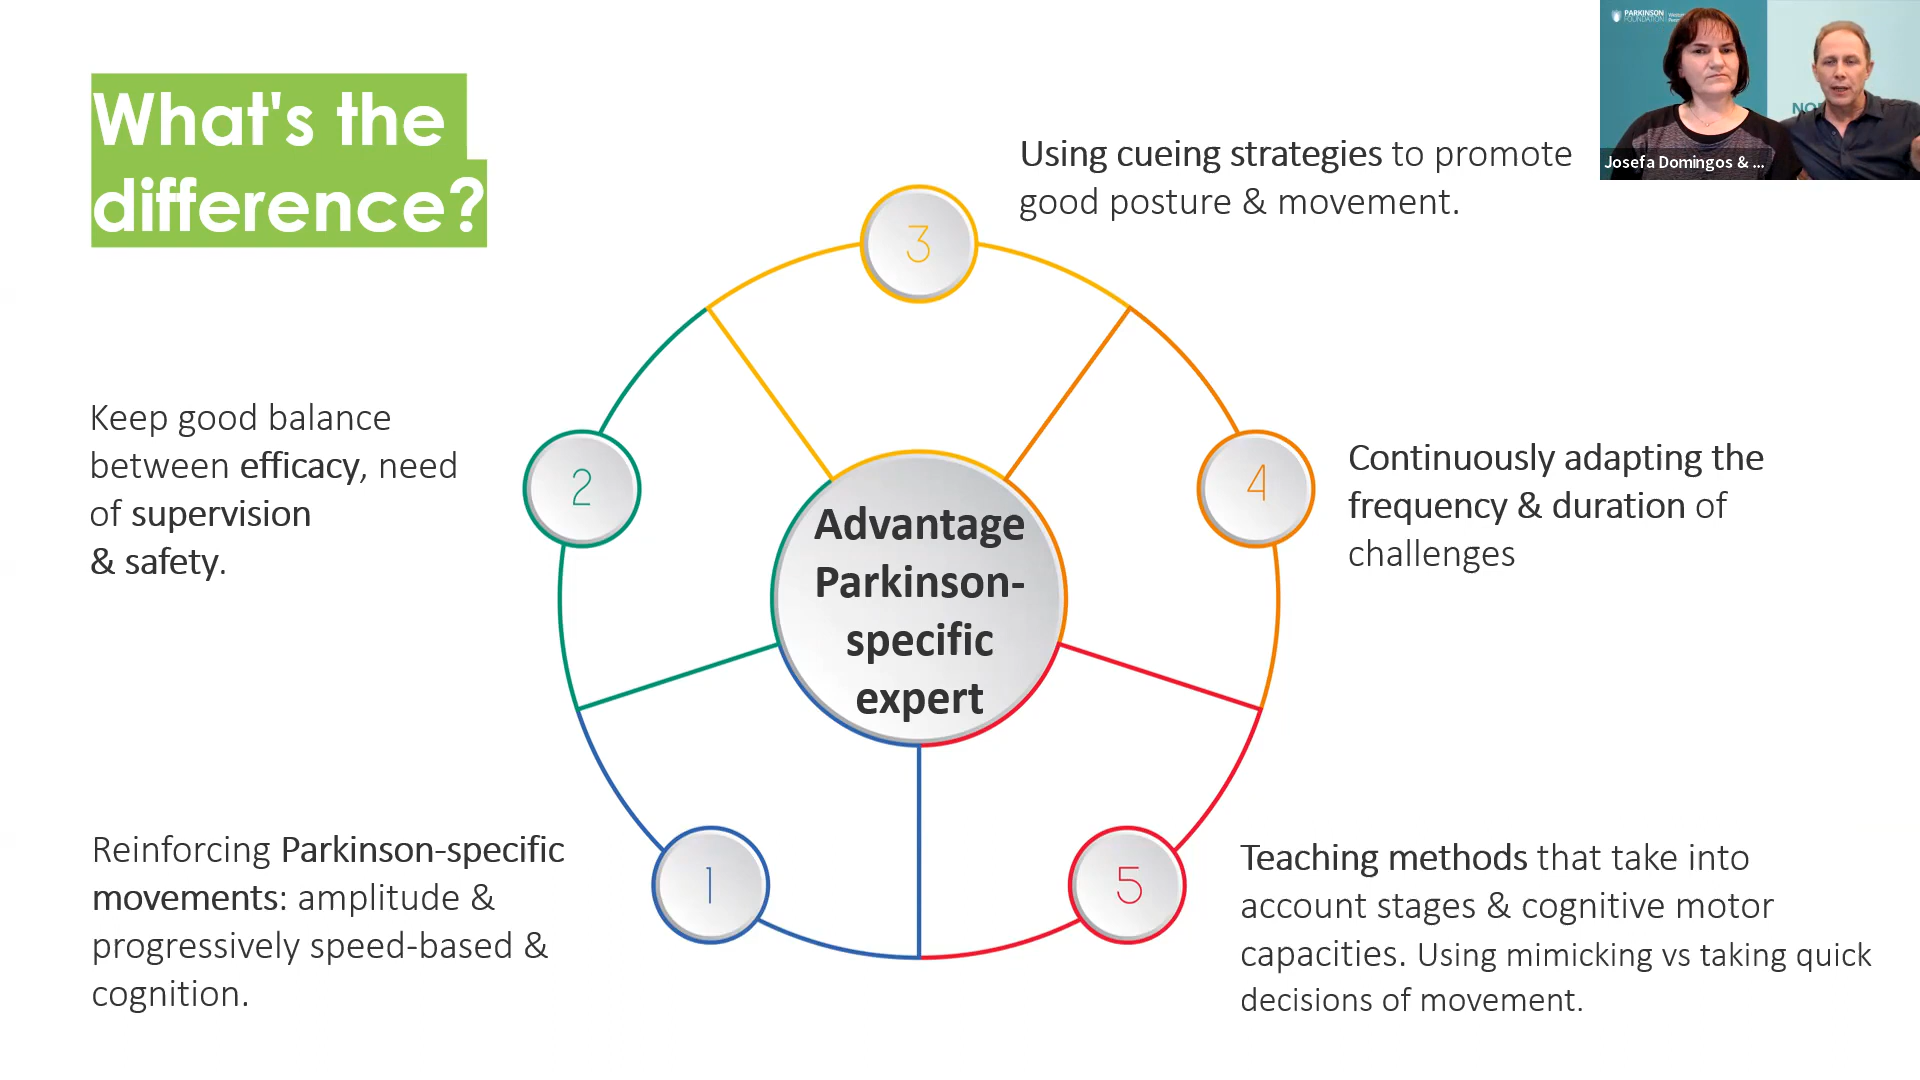 What's the
difference?
PARKINSON
FOUNDATION
NO
Josefa Domingos & ...
Using cueing strategies to promote
good posture & movement.
3
Keep good balance
between efficacy, need
of supervision
& safety.
2
4
Continuously adapting the
frequency & duration of
challenges
Advantage
Parkinson-
specific
expert
Reinforcing Parkinson-specific
movements: amplitude &
progressively speed-based &
cognition.
1
5
Teaching methods that take into
account stages & cognitive motor
capacities. Using mimicking vs taking quick
decisions of movement.